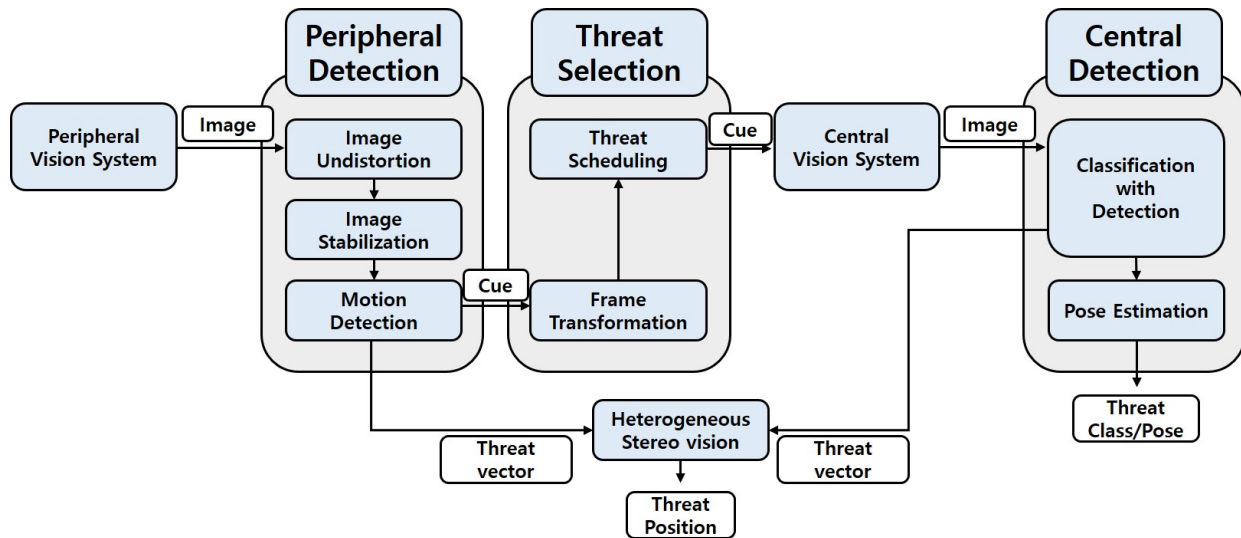 Peripheral
Detection
Threat
Selection
Central
Detection
Peripheral
Vision System
Image
Image
Undistortion
Image
Stabilization
Motion
Detection
Cue
Threat
Scheduling
Frame
Transformation
Cue
Central
Vision System
Image
Classification
with
Detection
Pose Estimation
Threat
Class/Pose
Heterogeneous
Stereo vision
Threat
vector
Threat
vector
Threat
Position